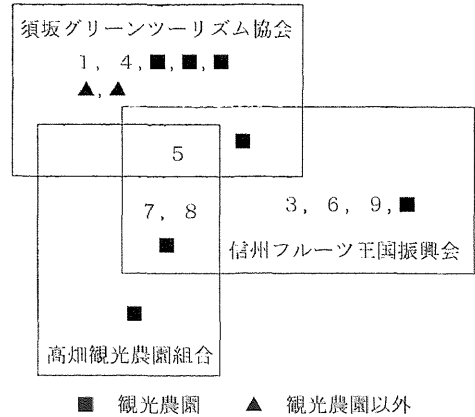 須坂グリーンツーリズム協会
1, 4, ■, ■, ■
▲, ▲
■
5
7, 8
3, 6, 9, ■
■
信州フルーツ王国振興会
■
高畑観光農園組合
■ 観光農園 ▲ 観光農園以外